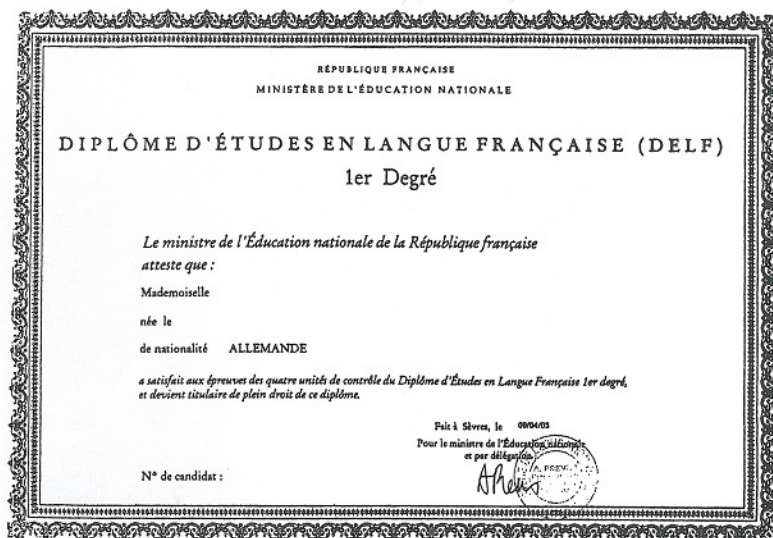 RÉPUBLIQUE FRANÇAISE
MINISTÈRE DE L'ÉDUCATION NATIONALE
DIPLÔME D'ÉTUDES EN LANGUE FRANÇAISE (DELF)
1er Degré
Le ministre de l'Éducation nationale de la République française
atteste que :
Mademoiselle
née le
de nationalité ALLEMANDE
a satisfait aux épreuves des quatre unités de contrôle du Diplôme d'Études en Langue Française 1er degré,
et devient titulaire de plein droit de ce diplôme.
Fait à Sèvres, le 09/04/03
Pour le ministre de l'Éducation nationale
et par délégation
N° de candidat :